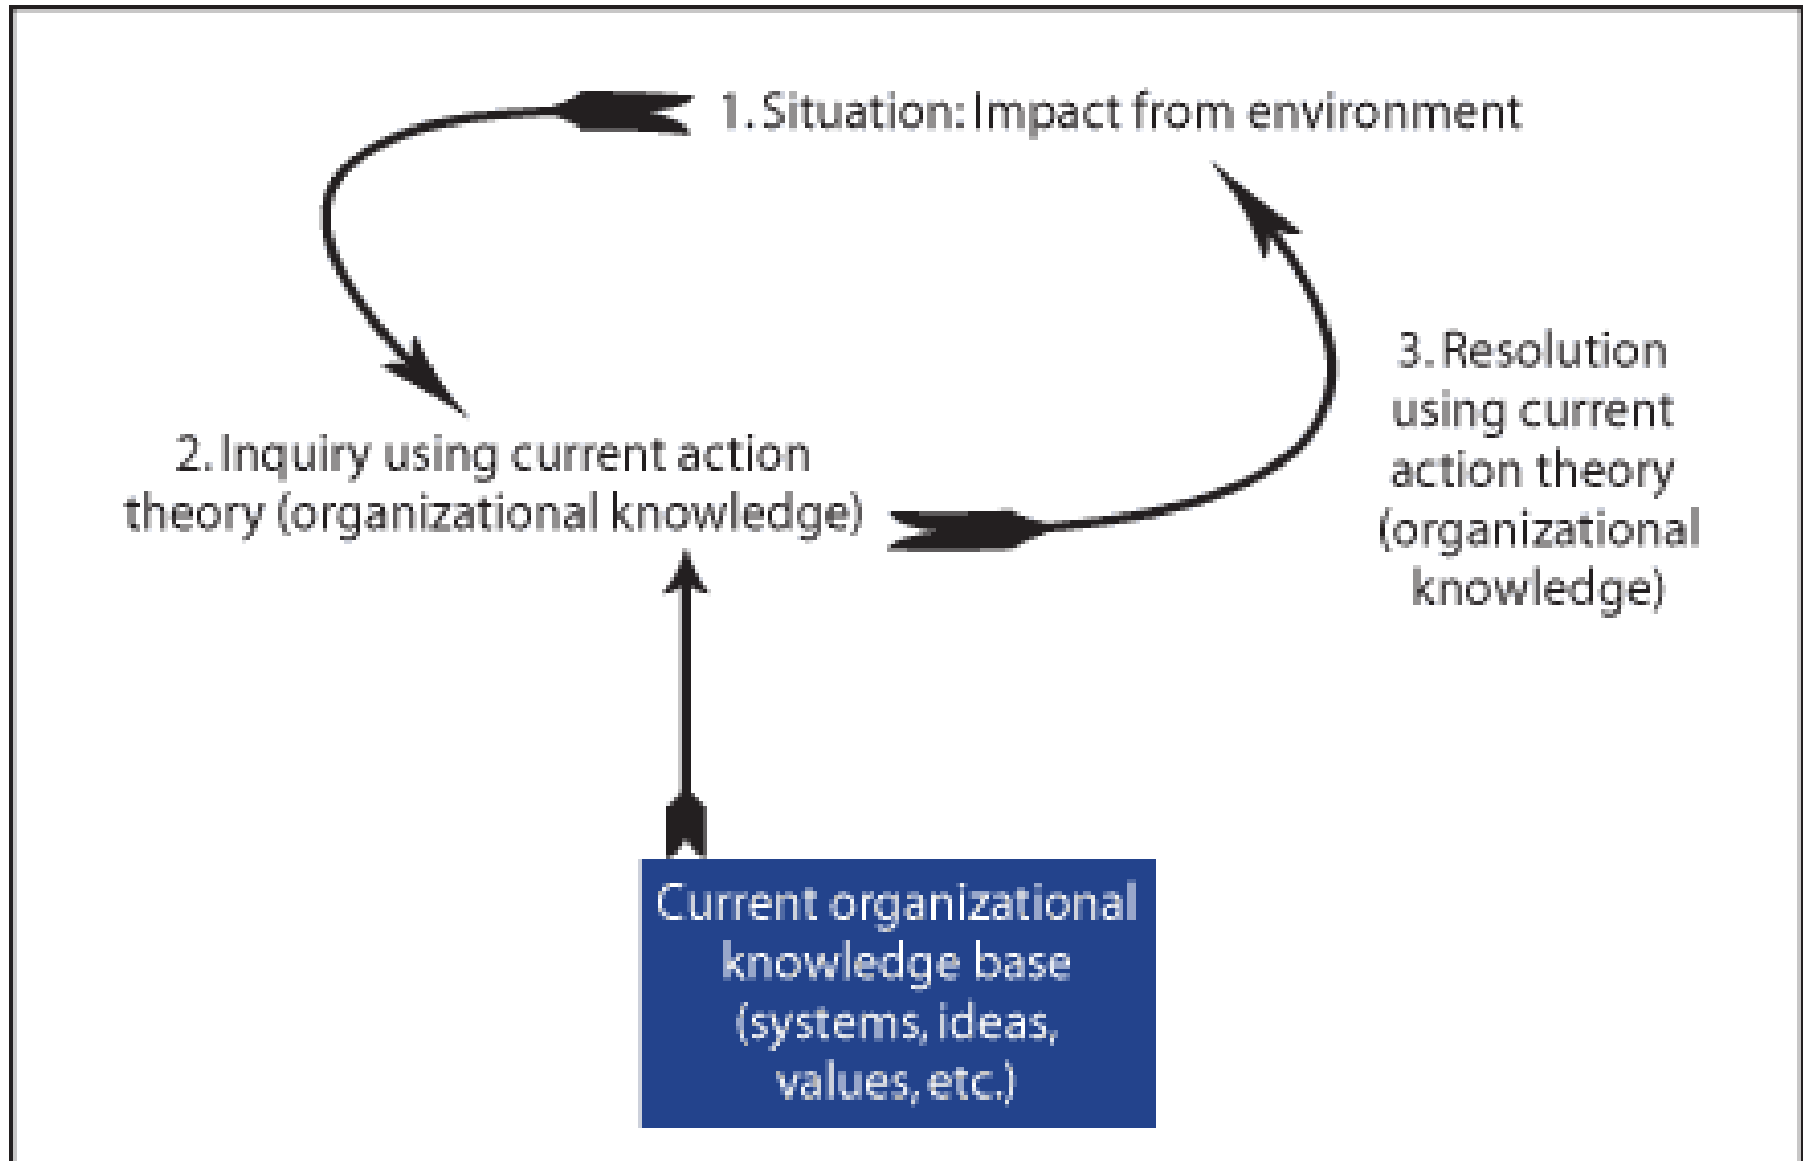 1. Situation: Impact from environment
2. Inquiry using current action
theory (organizational knowledge)
3. Resolution
using current
action theory
(organizational
knowledge)
Current organizational
knowledge base
(systems, ideas,
values, etc.)